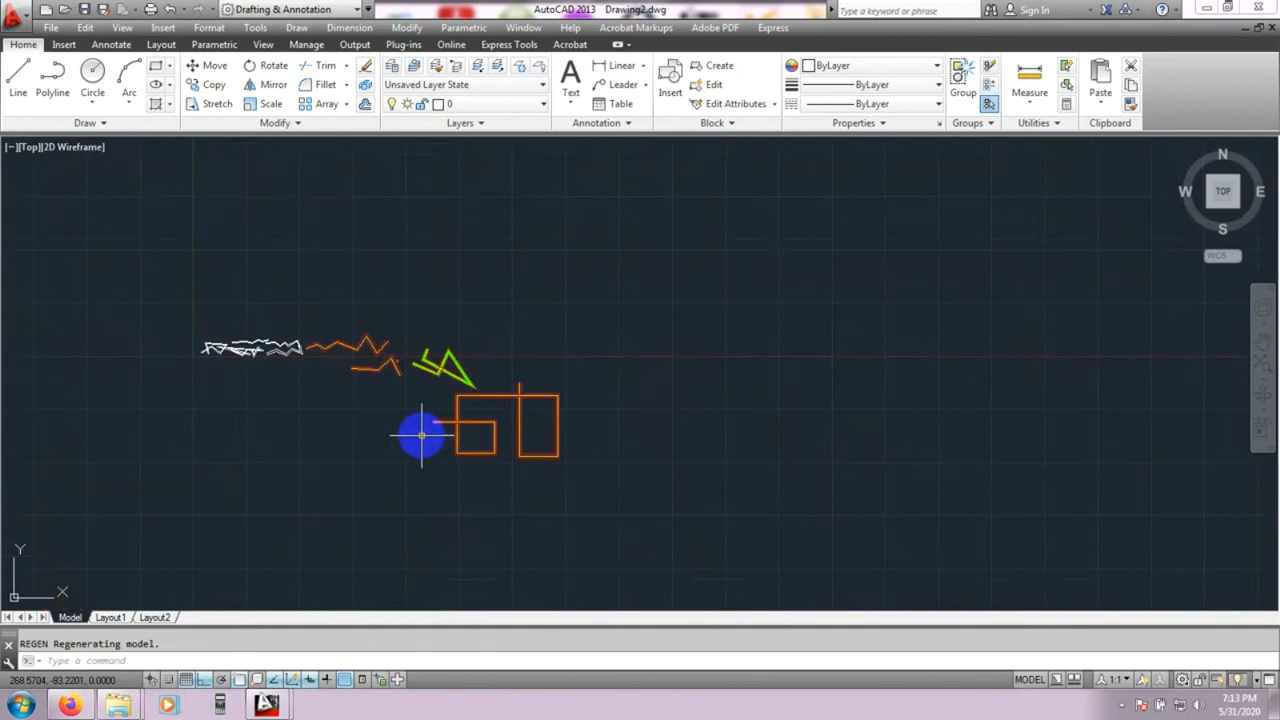 Drafting & Annotation
AutoCAD 2013 Drawing2.dwg
Type a keyword or phrase
Sign In
File Edit View Insert Format Tools Draw Dimension Modify Parametric Window Help Acrobat Markups Adobe PDF Express
Home Insert Annotate Layout Parametric View Manage Output Plug-ins Online Express Tools Acrobat
Line Polyline Circle Arc
Move Rotate Trim
Copy Mirror Fillet
Stretch Scale Array
Unsaved Layer State
0
Text
Linear
Leader
Table
Insert
Create
Edit
Edit Attributes
ByLayer
ByLayer
ByLayer
Group
Measure
Paste
Draw Modify Layers Annotation Block Properties Groups Utilities Clipboard
[−][Top][2D Wireframe]
N
W TOP E
S
WCS
Y
X
Model Layout1 Layout2
REGEN Regenerating model.
Type a command
268.5704, -83.2201, 0.0000
MODEL
1:1
7:13 PM
5/31/2020